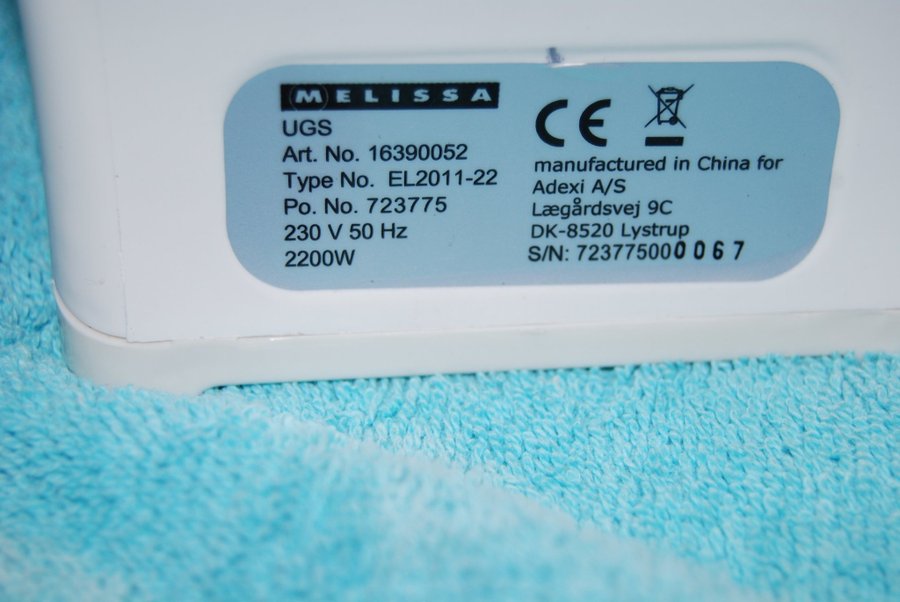 MELISSA
UGS
Art. No. 16390052
Type No. EL2011-22
Po. No. 723775
230 V 50 Hz
2200W
CE
manufactured in China for
Adexi A/S
Lægårdsvej 9C
DK-8520 Lystrup
S/N: 7237750000067